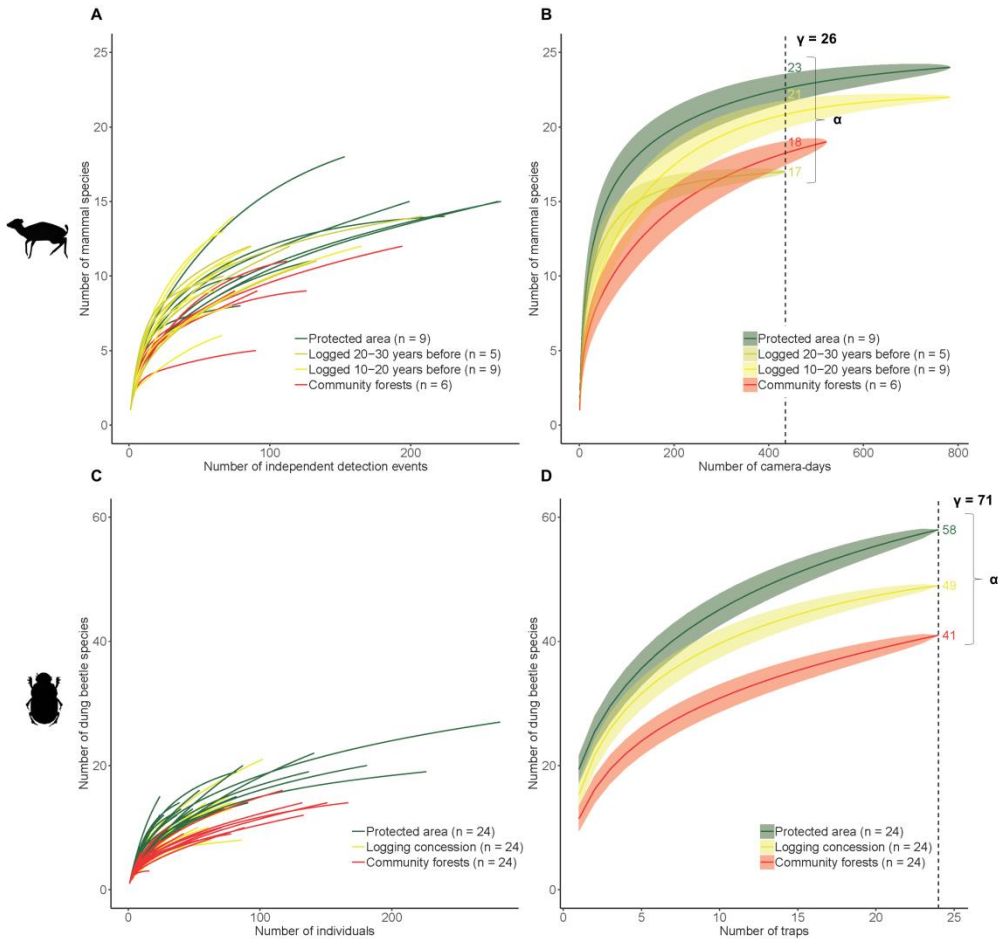 A
Number of mammal species
25
20
15
10
5
0
Protected area (n = 9)
Logged 20−30 years before (n = 5)
Logged 10−20 years before (n = 9)
Community forests (n = 6)
0
100
200
Number of independent detection events
B
γ = 26
Number of mammal species
25
20
15
10
5
0
23
21
18
17
α
Protected area (n = 9)
Logged 20−30 years before (n = 5)
Logged 10−20 years before (n = 9)
Community forests (n = 6)
0
200
400
600
800
Number of camera-days
C
Number of dung beetle species
60
40
20
0
Protected area (n = 24)
Logging concession (n = 24)
Community forests (n = 24)
0
100
200
Number of individuals
D
γ = 71
Number of dung beetle species
60
40
20
0
58
49
41
α
Protected area (n = 24)
Logging concession (n = 24)
Community forests (n = 24)
0
5
10
15
20
25
Number of traps